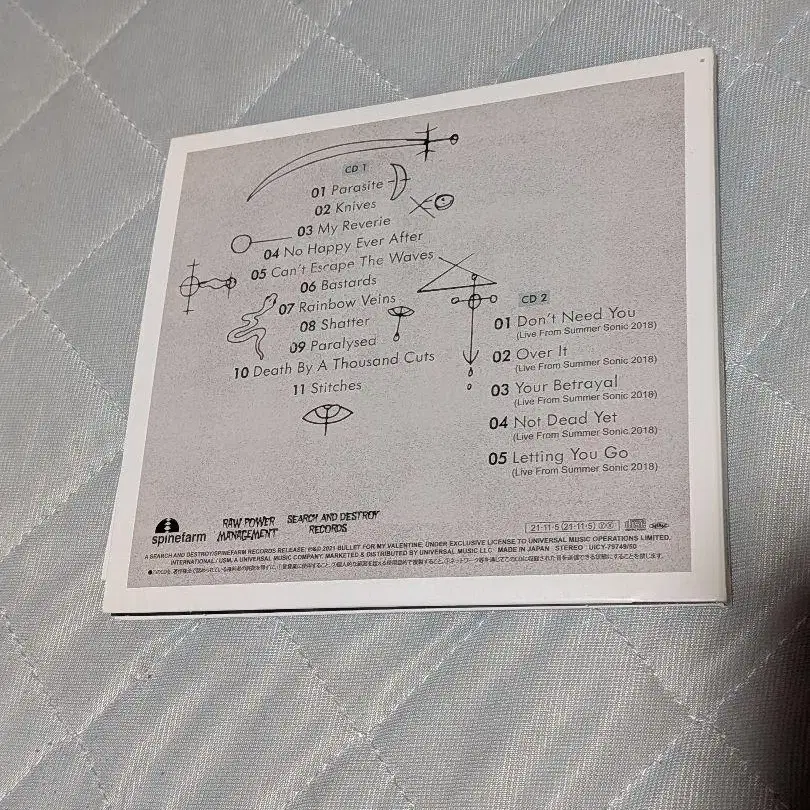 CD 1
01 Parasite
02 Knives
03 My Reverie
04 No Happy Ever After
05 Can't Escape The Waves
06 Bastards
07 Rainbow Veins
08 Shatter
09 Paralysed
10 Death By A Thousand Cuts
11 Stitches
CD 2
01 Don't Need You
(Live From Summer Sonic 2018)
02 Over It
(Live From Summer Sonic 2018)
03 Your Betrayal
(Live From Summer Sonic 2018)
04 Not Dead Yet
(Live From Summer Sonic 2018)
05 Letting You Go
(Live From Summer Sonic 2018)
spinefarm
RAW POWER
MANAGEMENT
SEARCH AND DESTROY
RECORDS
21·11·5 (21·11·5)
A SEARCH AND DESTROY/SPINEFARM RECORDS RELEASE; ℗&© 2021 BULLET FOR MY VALENTINE, UNDER EXCLUSIVE LICENSE TO UNIVERSAL MUSIC OPERATIONS LIMITED.
INTERNATIONAL / USM, A UNIVERSAL MUSIC COMPANY. MARKETED & DISTRIBUTED BY UNIVERSAL MUSIC LLC MADE IN JAPAN STEREO : UICY-79749/50